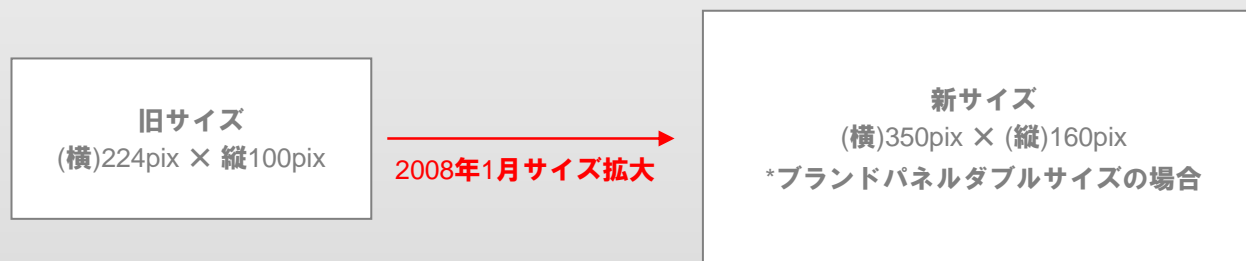 旧サイズ
(横)224pix × 縦100pix
2008年1月サイズ拡大
新サイズ
(横)350pix × (縦)160pix
*ブランドパネルダブルサイズの場合